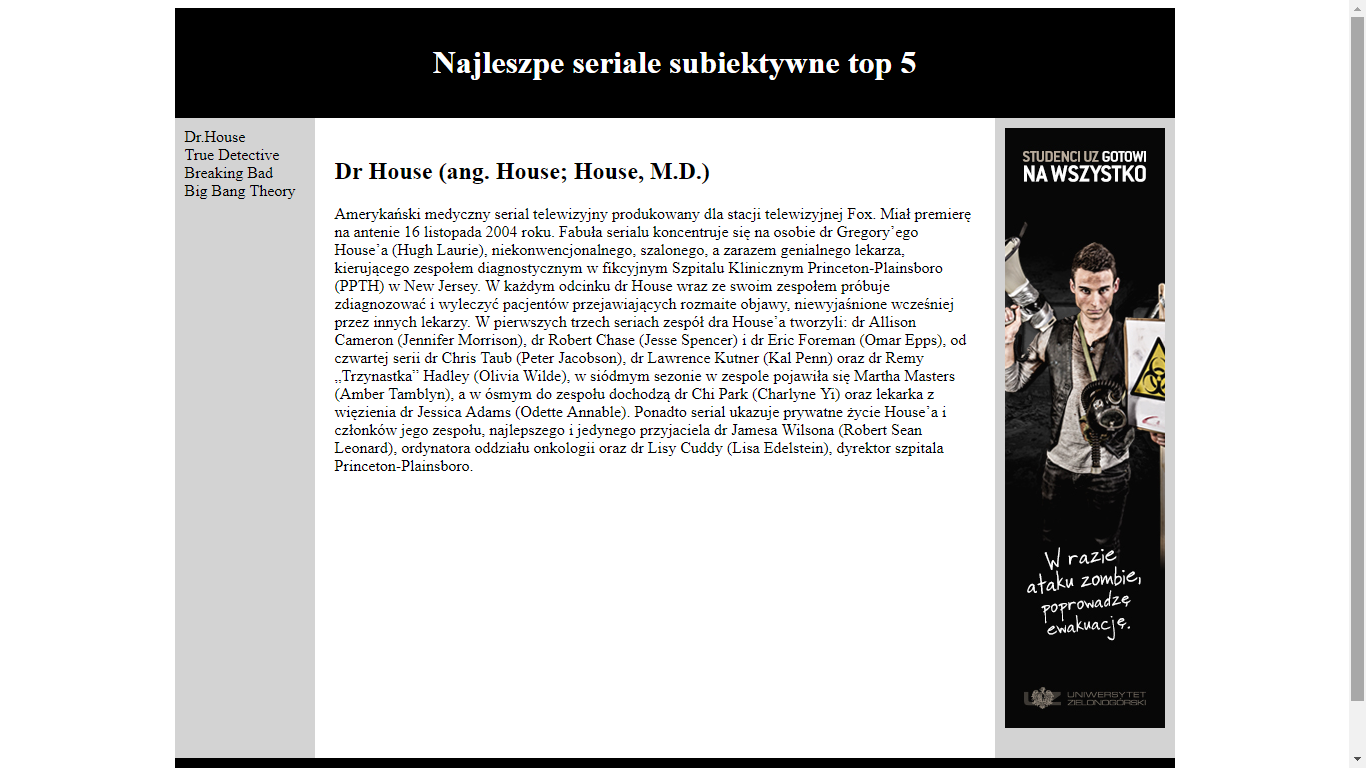 Najleszpe seriale subiektywne top 5
Dr.House
True Detective
Breaking Bad
Big Bang Theory
Dr House (ang. House; House, M.D.)
Amerykański medyczny serial telewizyjny produkowany dla stacji telewizyjnej Fox. Miał premierę
na antenie 16 listopada 2004 roku. Fabuła serialu koncentruje się na osobie dr Gregory’ego
House’a (Hugh Laurie), niekonwencjonalnego, szalonego, a zarazem genialnego lekarza,
kierującego zespołem diagnostycznym w fikcyjnym Szpitalu Klinicznym Princeton-Plainsboro
(PPTH) w New Jersey. W każdym odcinku dr House wraz ze swoim zespołem próbuje
zdiagnozować i wyleczyć pacjentów przejawiających rozmaite objawy, niewyjaśnione wcześniej
przez innych lekarzy. W pierwszych trzech seriach zespół dra House’a tworzyli: dr Allison
Cameron (Jennifer Morrison), dr Robert Chase (Jesse Spencer) i dr Eric Foreman (Omar Epps), od
czwartej serii dr Chris Taub (Peter Jacobson), dr Lawrence Kutner (Kal Penn) oraz dr Remy
„Trzynastka” Hadley (Olivia Wilde), w siódmym sezonie w zespole pojawiła się Martha Masters
(Amber Tamblyn), a w ósmym do zespołu dochodzą dr Chi Park (Charlyne Yi) oraz lekarka z
więzienia dr Jessica Adams (Odette Annable). Ponadto serial ukazuje prywatne życie House’a i
członków jego zespołu, najlepszego i jedynego przyjaciela dr Jamesa Wilsona (Robert Sean
Leonard), ordynatora oddziału onkologii oraz dr Lisy Cuddy (Lisa Edelstein), dyrektor szpitala
Princeton-Plainsboro.
STUDENCI UZ GOTOWI
NA WSZYSTKO
W razie
ataku zombie,
poprowadzę
ewakuację.
UZ UNIWERSYTET
ZIELONOGÓRSKI